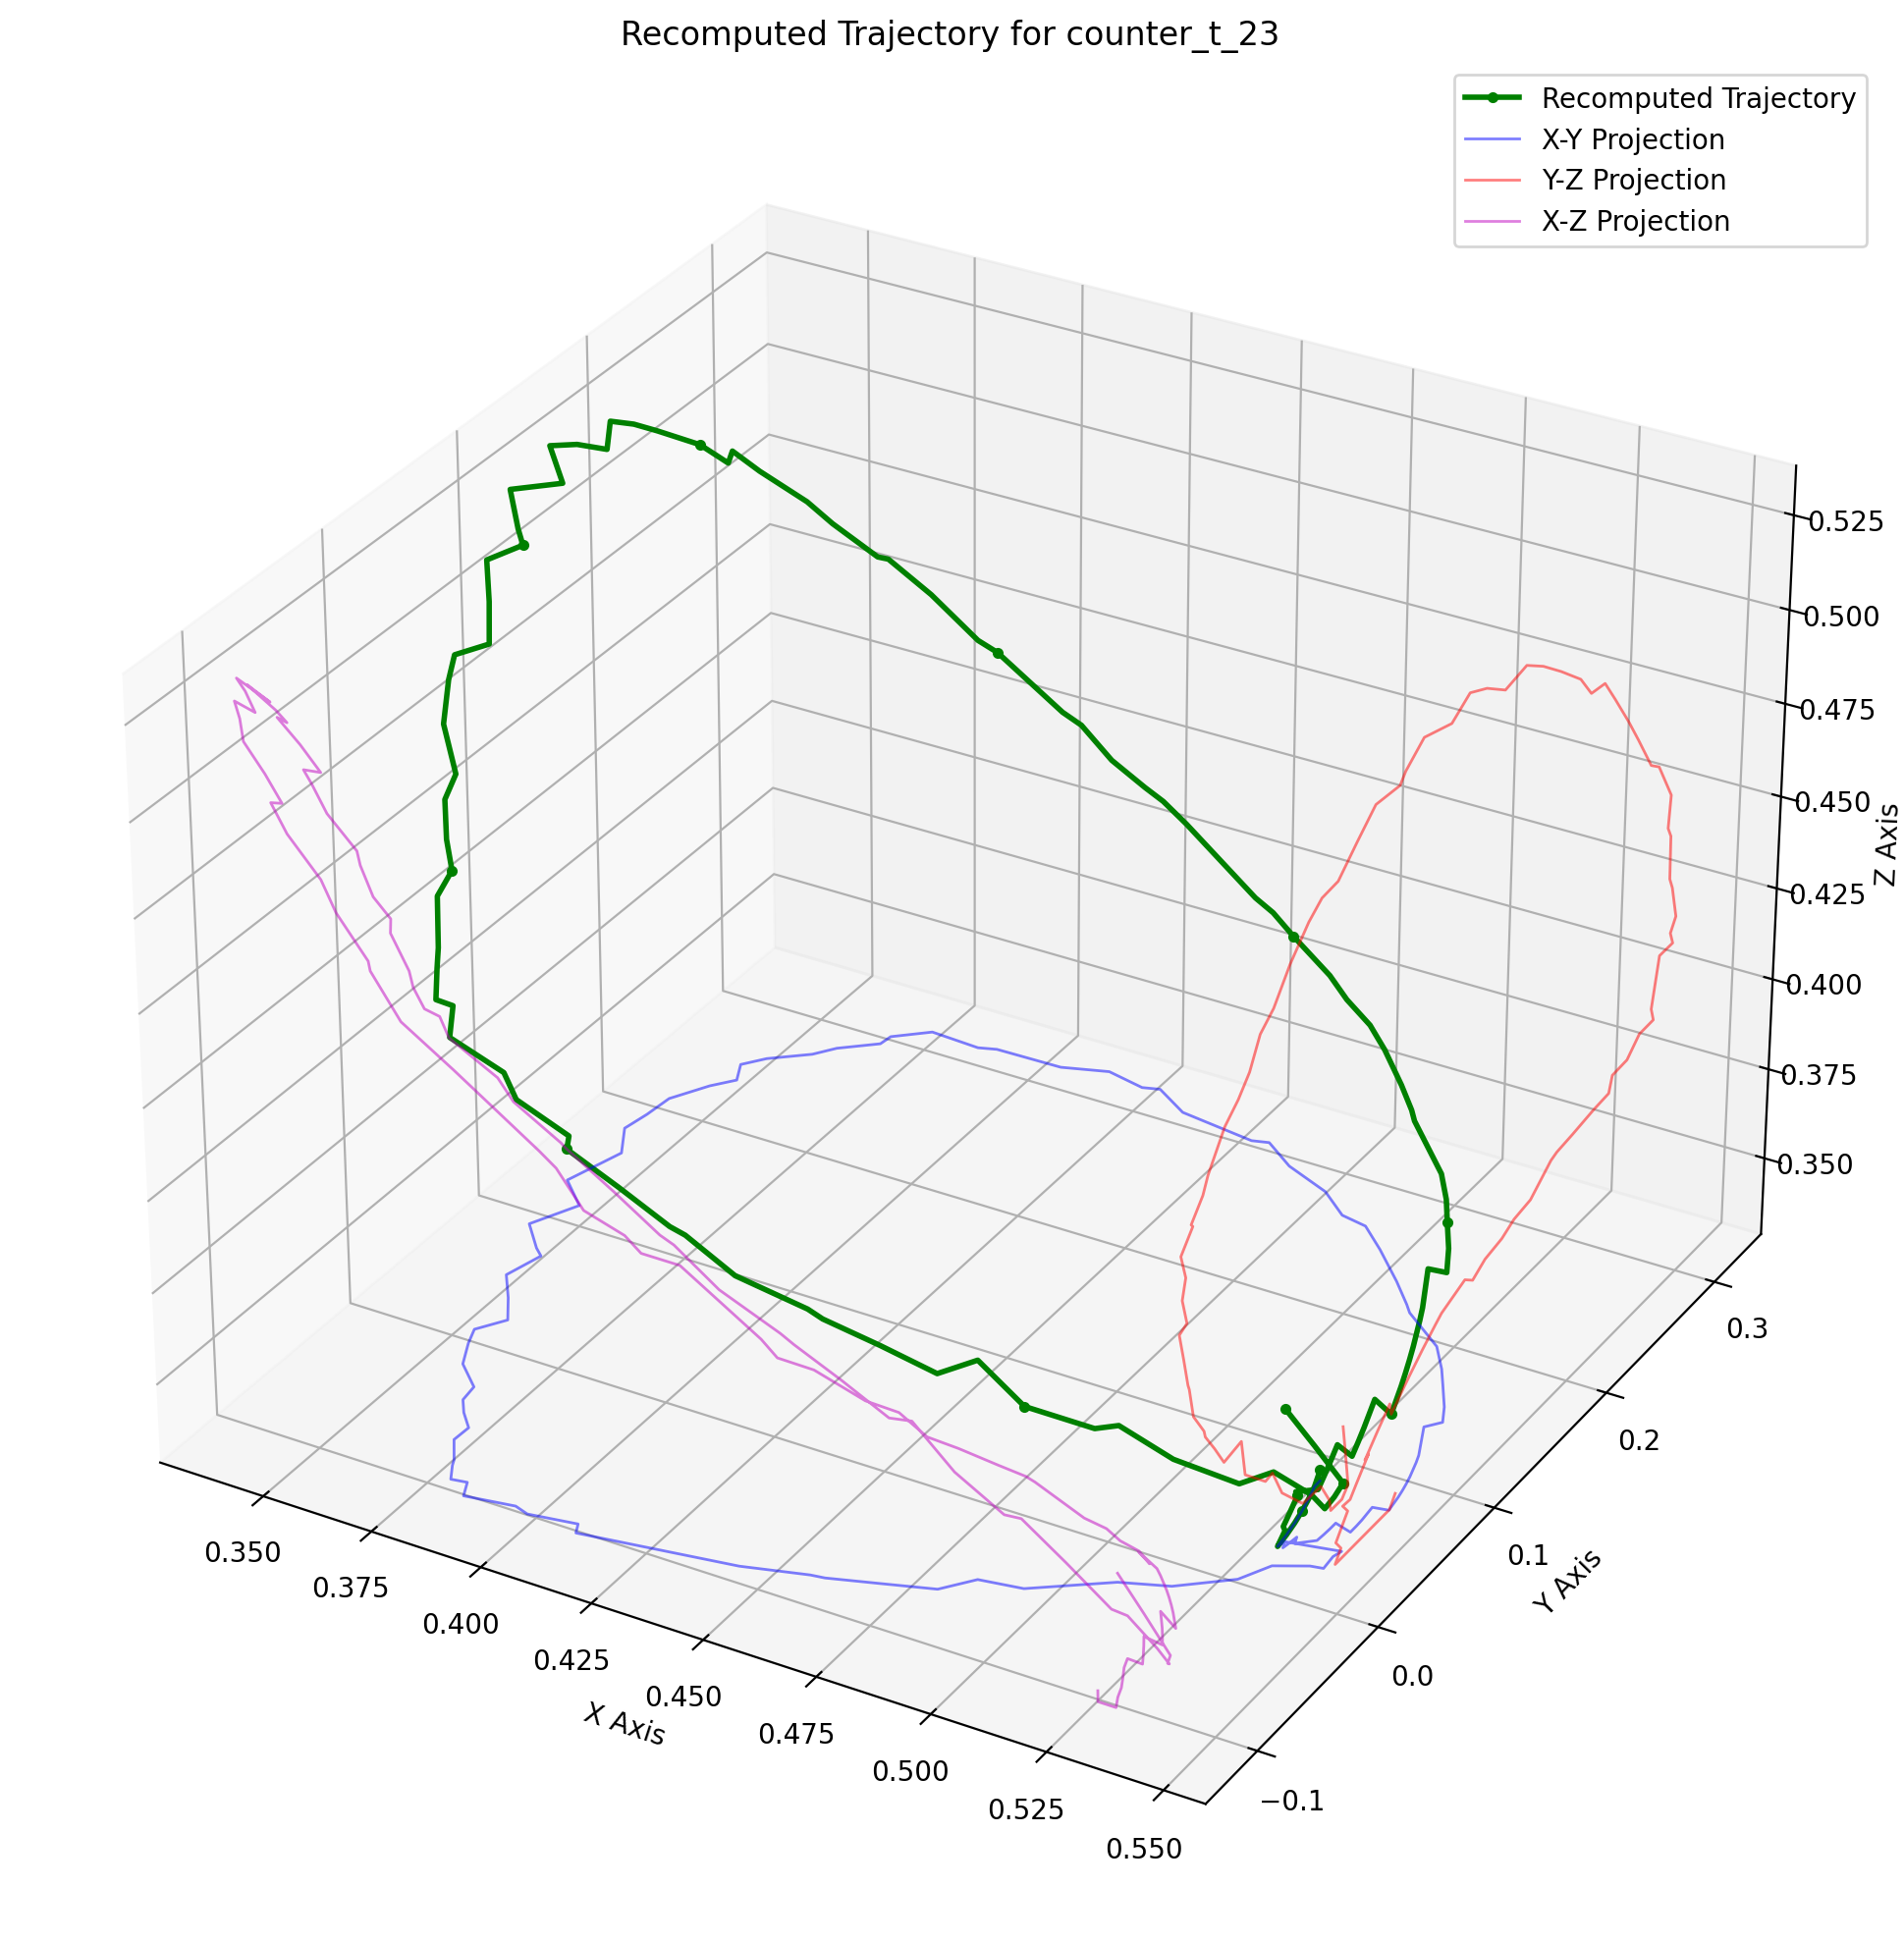 Recomputed Trajectory for counter_t_23
Recomputed Trajectory
X-Y Projection
Y-Z Projection
X-Z Projection
0.525
0.500
0.475
0.450
0.425
0.400
0.375
0.350
Z Axis
0.3
0.2
0.1
0.0
−0.1
Y Axis
0.350
0.375
0.400
0.425
0.450
0.475
0.500
0.525
0.550
X Axis